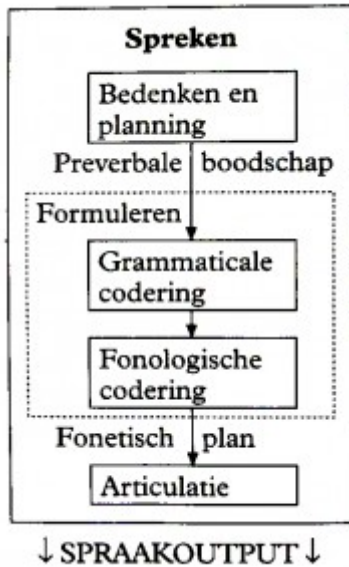 Spreken
Bedenken en
planning
Preverbale boodschap
Formuleren
Grammaticale
codering
Fonologische
codering
Fonetisch plan
Articulatie
↓ SPRAAKOUTPUT ↓